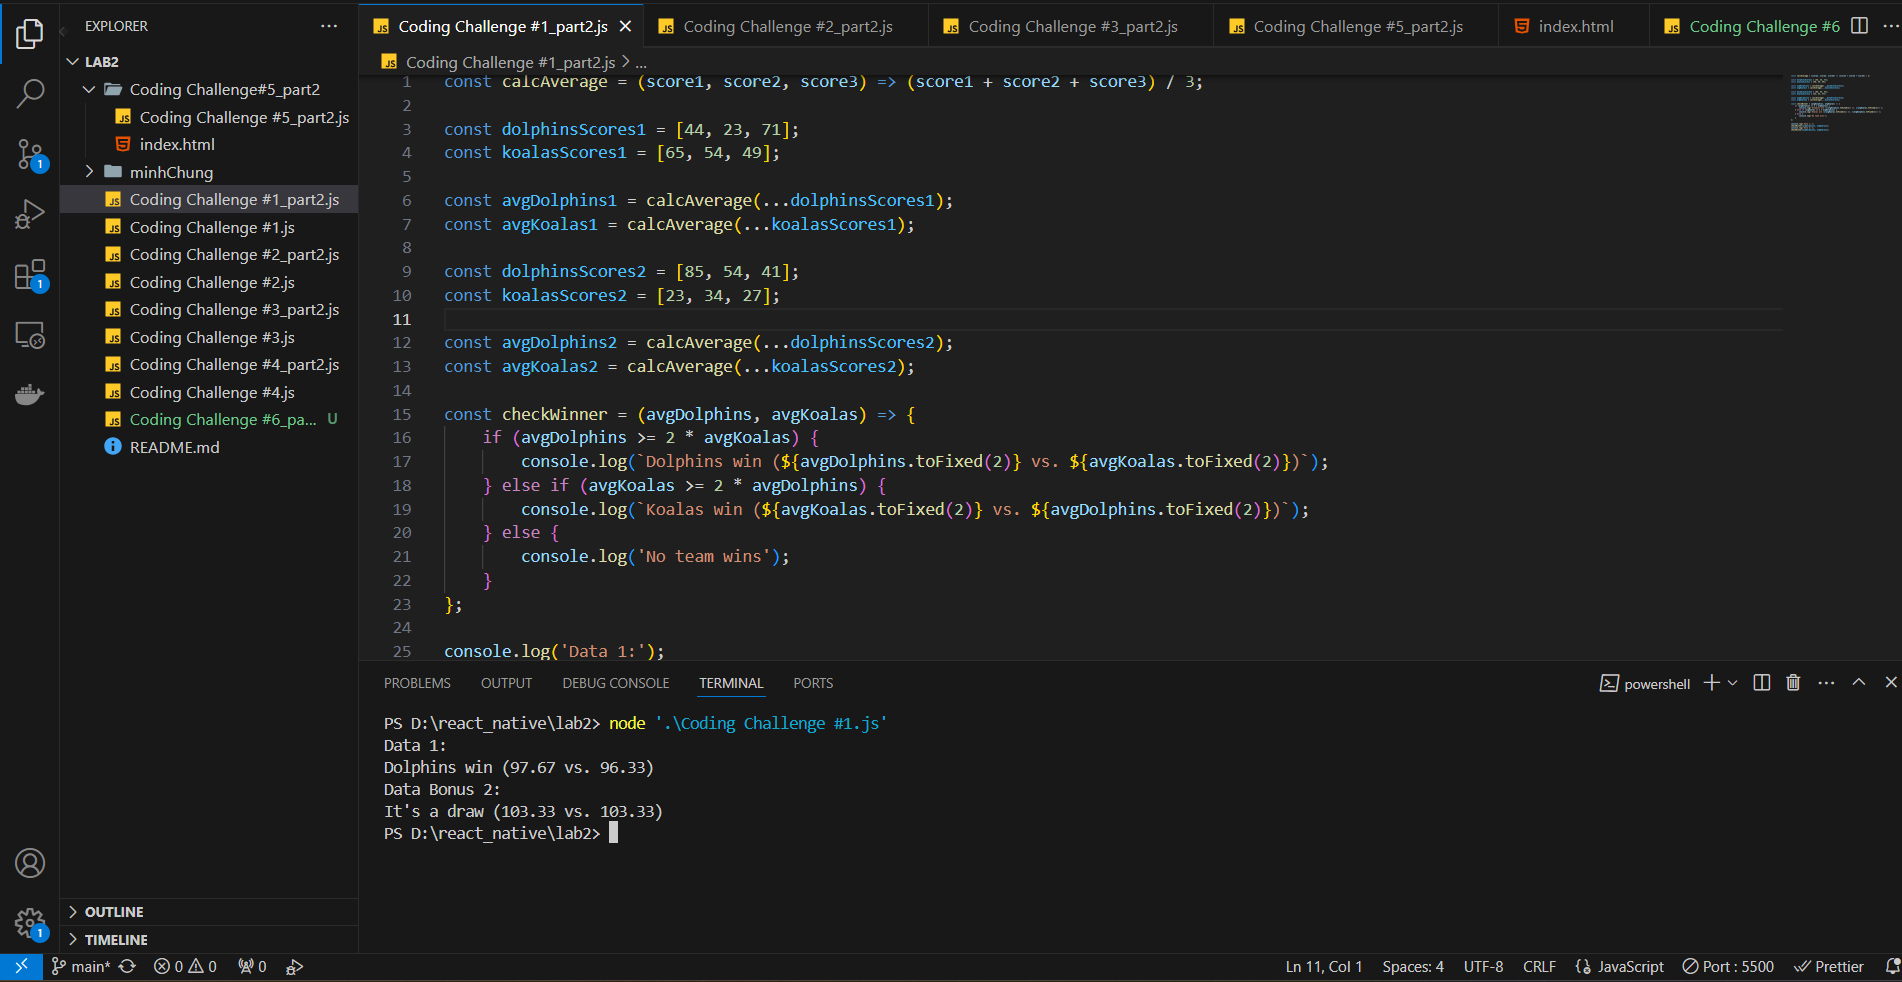 EXPLORER
LAB2
Coding Challenge#5_part2
Coding Challenge #5_part2.js
index.html
minhChung
Coding Challenge #1_part2.js
Coding Challenge #1.js
Coding Challenge #2_part2.js
Coding Challenge #2.js
Coding Challenge #3_part2.js
Coding Challenge #3.js
Coding Challenge #4_part2.js
Coding Challenge #4.js
Coding Challenge #6_pa... U
README.md
OUTLINE
TIMELINE
Coding Challenge #1_part2.js Coding Challenge #2_part2.js Coding Challenge #3_part2.js Coding Challenge #5_part2.js index.html Coding Challenge #6
Coding Challenge #1_part2.js > ...
1 const calcAverage = (score1, score2, score3) => (score1 + score2 + score3) / 3;
2
3 const dolphinsScores1 = [44, 23, 71];
4 const koalasScores1 = [65, 54, 49];
5
6 const avgDolphins1 = calcAverage(...dolphinsScores1);
7 const avgKoalas1 = calcAverage(...koalasScores1);
8
9 const dolphinsScores2 = [85, 54, 41];
10 const koalasScores2 = [23, 34, 27];
11
12 const avgDolphins2 = calcAverage(...dolphinsScores2);
13 const avgKoalas2 = calcAverage(...koalasScores2);
14
15 const checkWinner = (avgDolphins, avgKoalas) => {
16 if (avgDolphins >= 2 * avgKoalas) {
17 console.log(`Dolphins win (${avgDolphins.toFixed(2)} vs. ${avgKoalas.toFixed(2)})`);
18 } else if (avgKoalas >= 2 * avgDolphins) {
19 console.log(`Koalas win (${avgKoalas.toFixed(2)} vs. ${avgDolphins.toFixed(2)})`);
20 } else {
21 console.log('No team wins');
22 }
23 };
24
25 console.log('Data 1:');
PROBLEMS OUTPUT DEBUG CONSOLE TERMINAL PORTS powershell
PS D:\react_native\lab2> node '.\Coding Challenge #1.js'
Data 1:
Dolphins win (97.67 vs. 96.33)
Data Bonus 2:
It's a draw (103.33 vs. 103.33)
PS D:\react_native\lab2>
main* 0 0 0 Ln 11, Col 1 Spaces: 4 UTF-8 CRLF JavaScript Port : 5500 Prettier